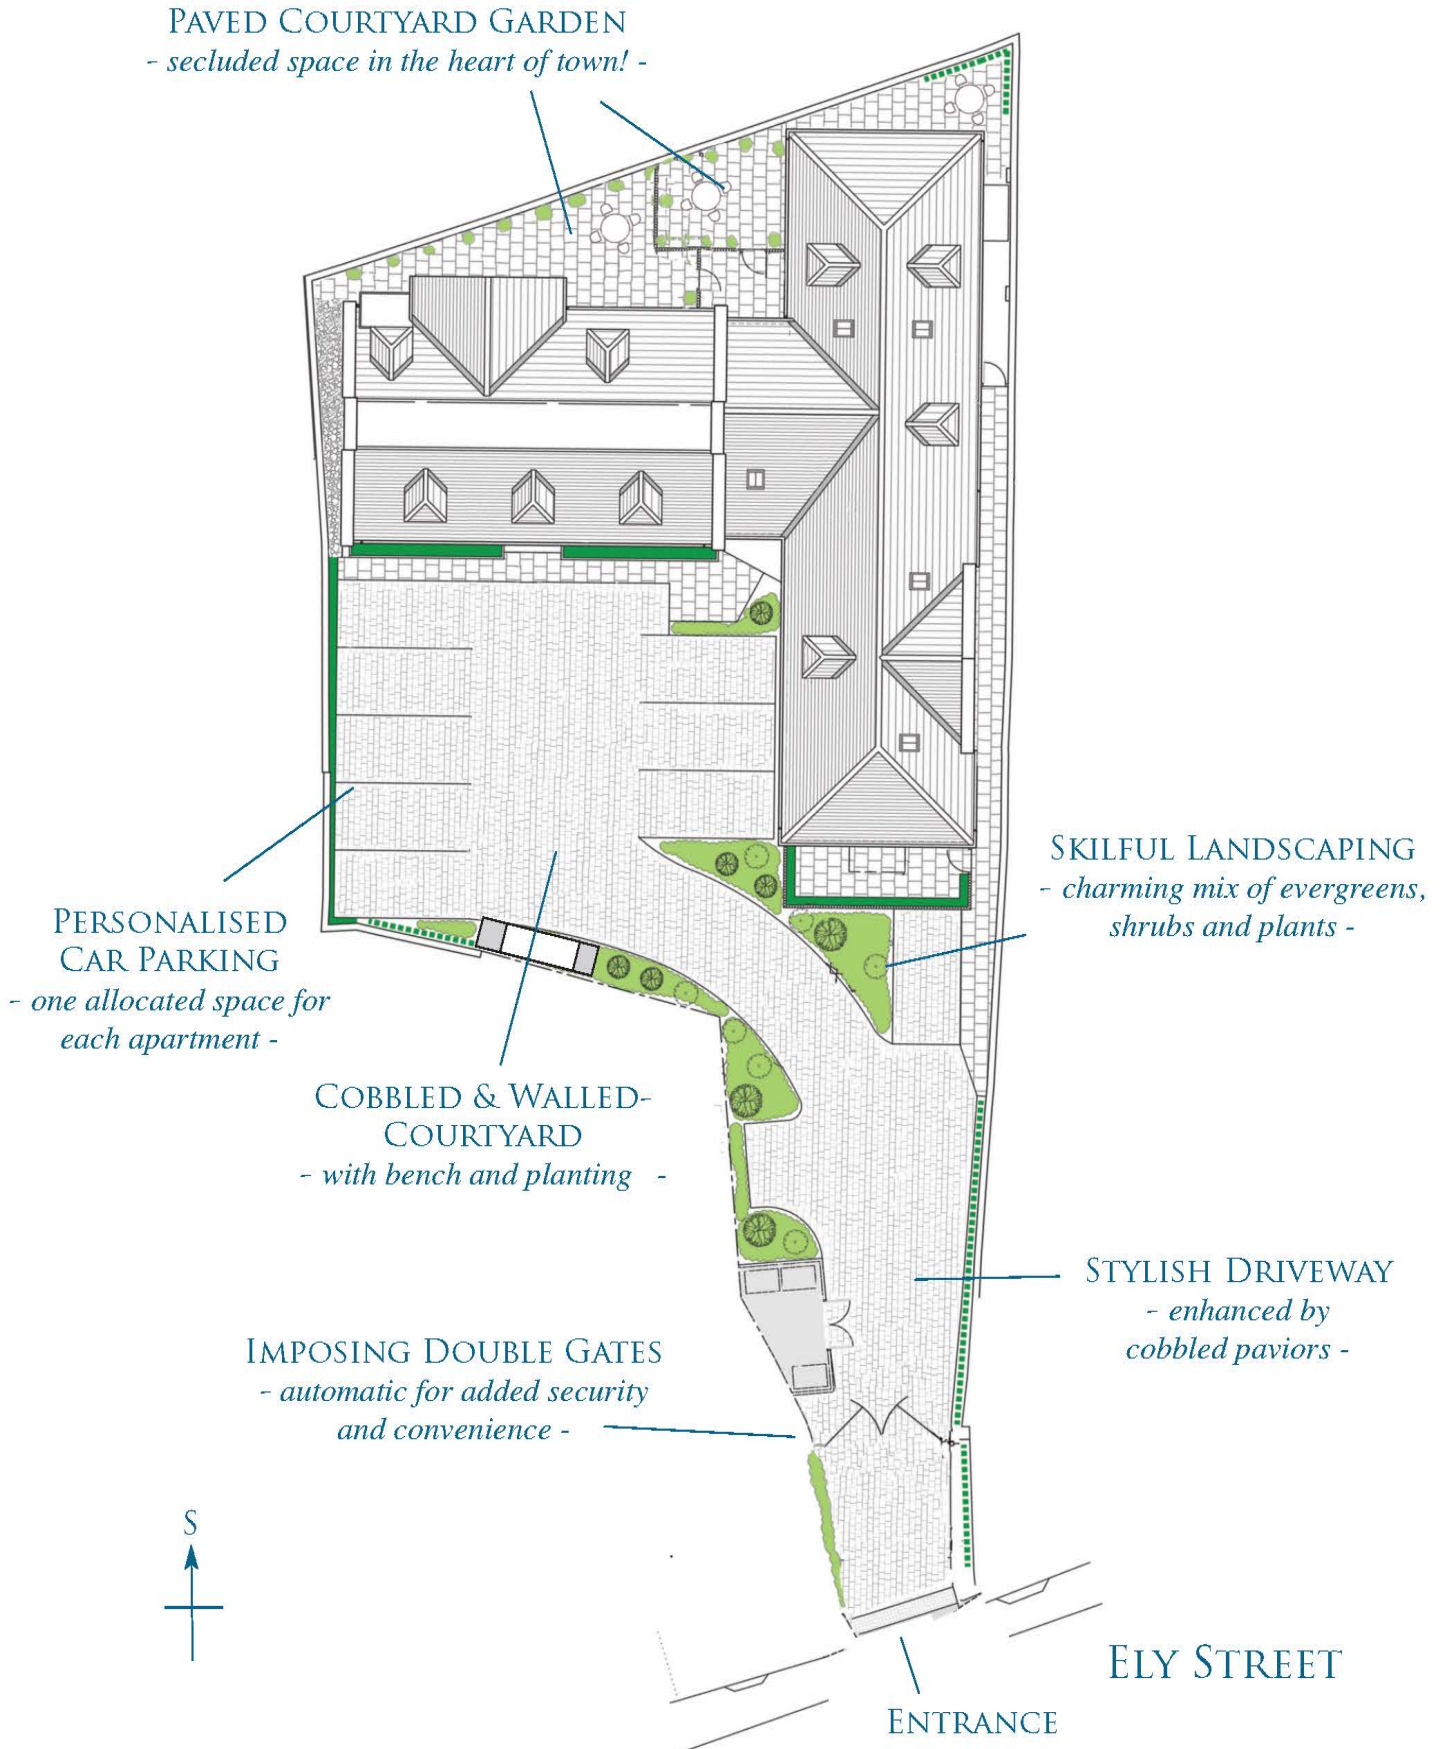 PAVED COURTYARD GARDEN
- secluded space in the heart of town! -
SKILFUL LANDSCAPING
- charming mix of evergreens,
shrubs and plants -
PERSONALISED
CAR PARKING
- one allocated space for
each apartment -
COBBLED & WALLED-
COURTYARD
- with bench and planting -
STYLISH DRIVEWAY
- enhanced by
cobbled paviors -
IMPOSING DOUBLE GATES
- automatic for added security
and convenience -
S
ELY STREET
ENTRANCE